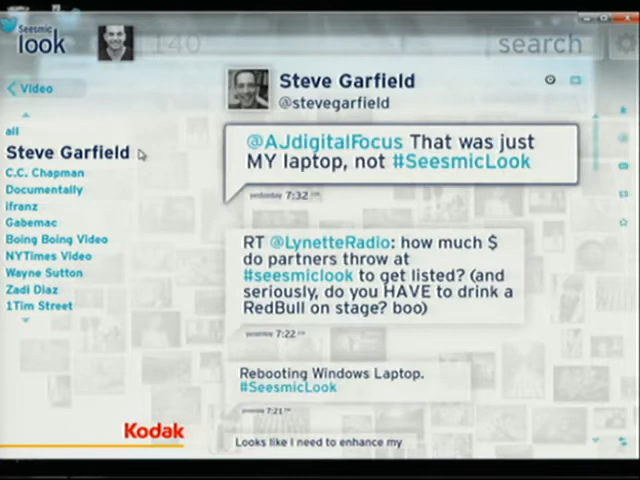 Seesmic
look
140
search
Video
all
Steve Garfield
C.C. Chapman
Documentally
ifranz
Gabemac
Boing Boing Video
NYTimes Video
Wayne Sutton
Zadi Diaz
1Tim Street
Kodak
Steve Garfield
@stevegarfield
@AJdigitalFocus That was just
MY laptop, not #SeesmicLook
yesterday 7:32
RT @LynetteRadio: how much $
do partners throw at
#seesmiclook to get listed? (and
seriously, do you HAVE to drink a
RedBull on stage? boo)
yesterday 7:22
Rebooting Windows Laptop.
#SeesmicLook
yesterday 7:21
Looks like I need to enhance my